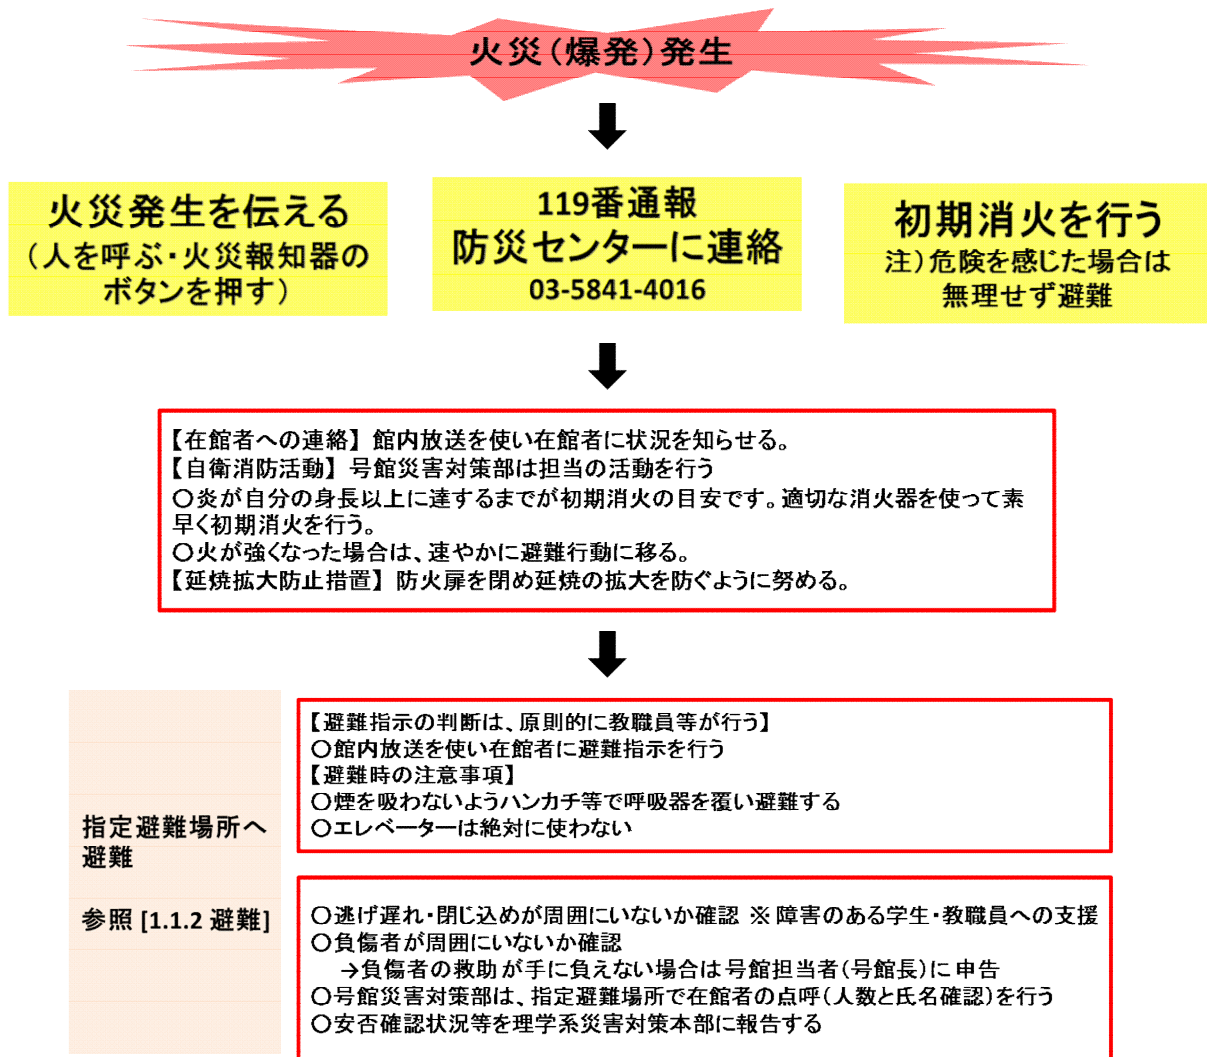 火災（爆発）発生
火災発生を伝える
（人を呼ぶ・火災報知器の
ボタンを押す）
119番通報
防災センターに連絡
03-5841-4016
初期消火を行う
注）危険を感じた場合は
無理せず避難
【在館者への連絡】 館内放送を使い在館者に状況を知らせる。
【自衛消防活動】 号館災害対策部は担当の活動を行う
○炎が自分の身長以上に達するまでが初期消火の目安です。適切な消火器を使って素
早く初期消火を行う。
○火が強くなった場合は、速やかに避難行動に移る。
【延焼拡大防止措置】 防火扉を閉め延焼の拡大を防ぐように努める。
指定避難場所へ
避難
参照 [1.1.2 避難]
【避難指示の判断は、原則的に教職員等が行う】
○館内放送を使い在館者に避難指示を行う
【避難時の注意事項】
○煙を吸わないようハンカチ等で呼吸器を覆い避難する
○エレベーターは絶対に使わない
○逃げ遅れ・閉じ込めが周囲にいないか確認 ※ 障害のある学生・教職員への支援
○負傷者が周囲にいないか確認
→負傷者の救助が手に負えない場合は号館担当者（号館長）に申告
○号館災害対策部は、指定避難場所で在館者の点呼（人数と氏名確認）を行う
○安否確認状況等を理学系災害対策本部に報告する